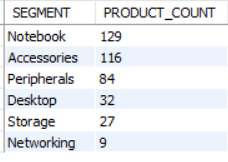 SEGMENT PRODUCT_COUNT
Notebook 129
Accessories 116
Peripherals 84
Desktop 32
Storage 27
Networking 9